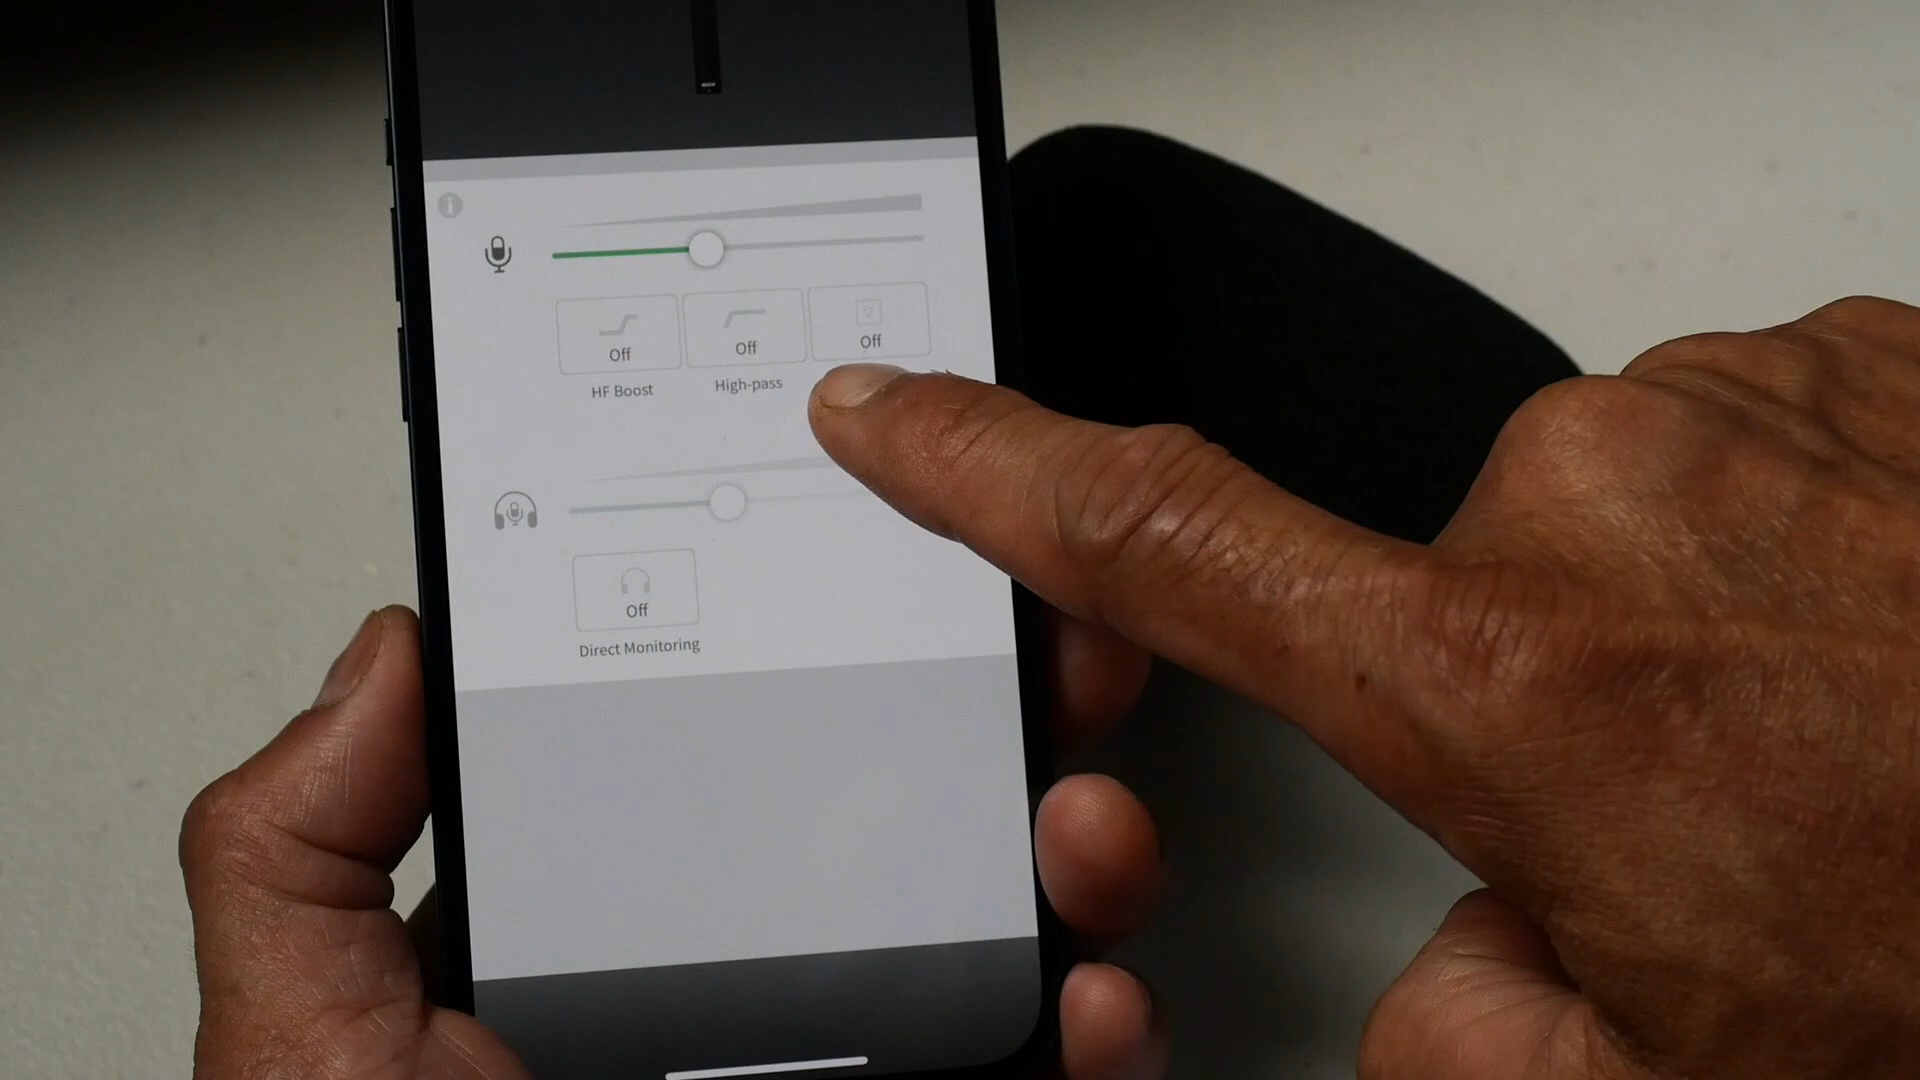 Off
Off
Off
HF Boost
High-pass
Off
Direct Monitoring